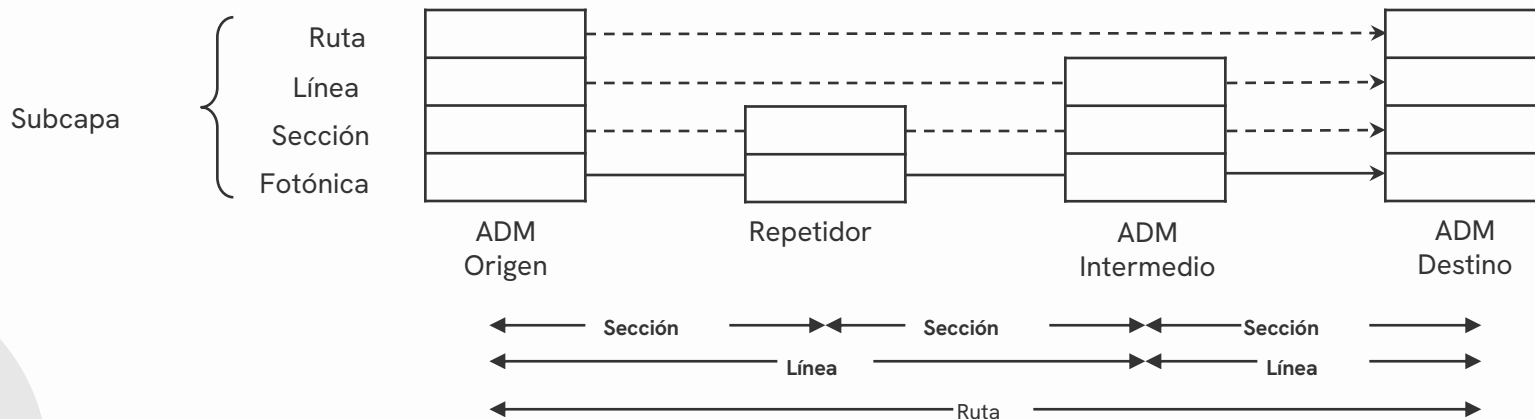 Subcapa
Ruta
Línea
Sección
Fotónica
ADM
Origen
Repetidor
ADM
Intermedio
ADM
Destino
Sección
Sección
Sección
Línea
Línea
Ruta